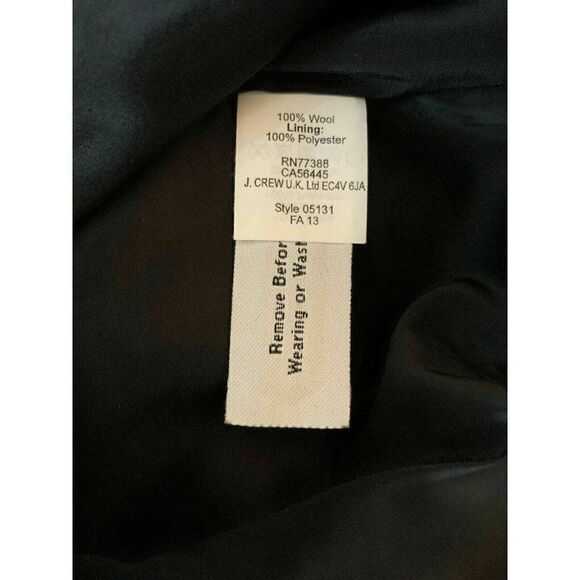 100% Wool
Lining:
100% Polyester
RN77388
CA56445
J. CREW U.K. Ltd EC4V 6JA
Style 05131
FA 13
Remove Befor
Wearing or Wash